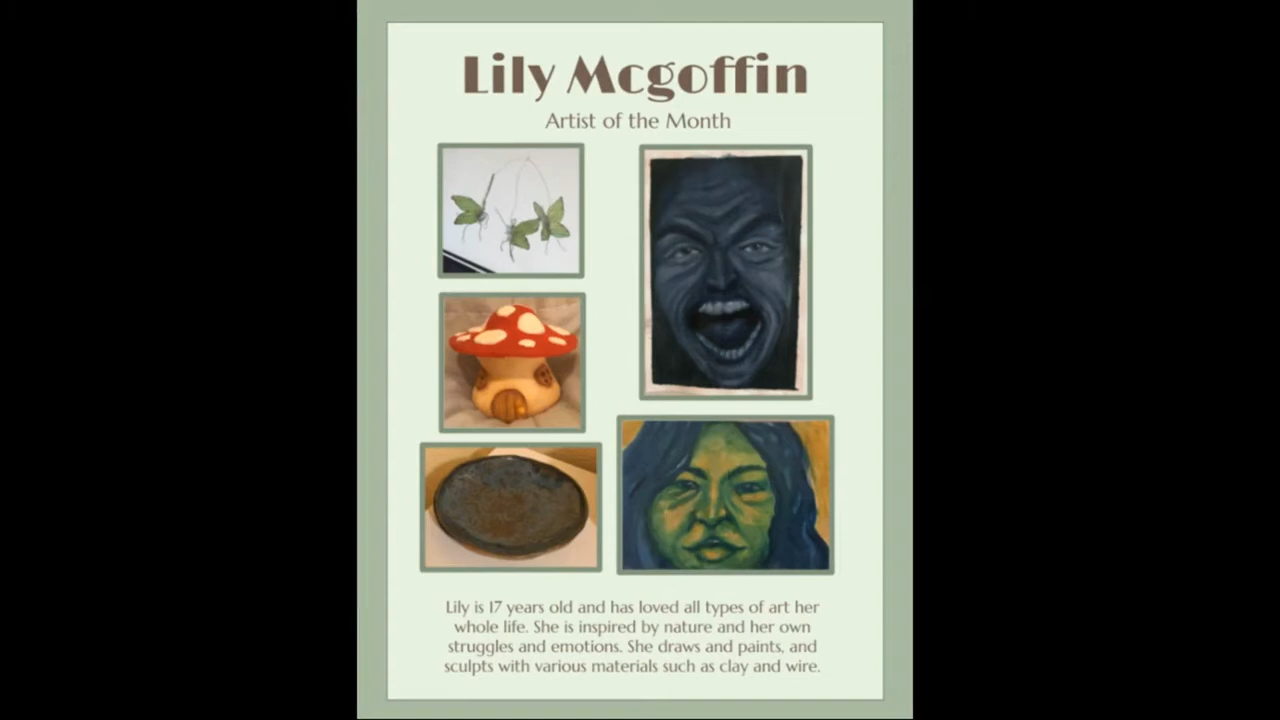 Lily Mcgoffin
Artist of the Month
Lily is 17 years old and has loved all types of art her
whole life. She is inspired by nature and her own
struggles and emotions. She draws and paints, and
sculpts with various materials such as clay and wire.